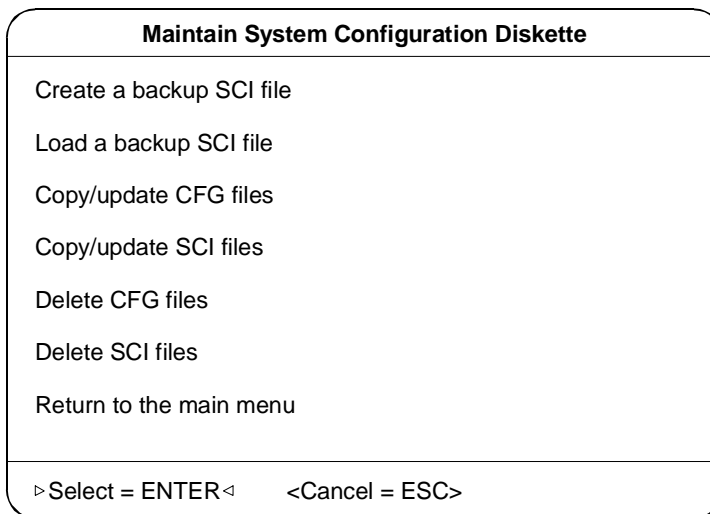 Maintain System Configuration Diskette
Create a backup SCI file
Load a backup SCI file
Copy/update CFG files
Copy/update SCI files
Delete CFG files
Delete SCI files
Return to the main menu
▹Select = ENTER◃ <Cancel = ESC>